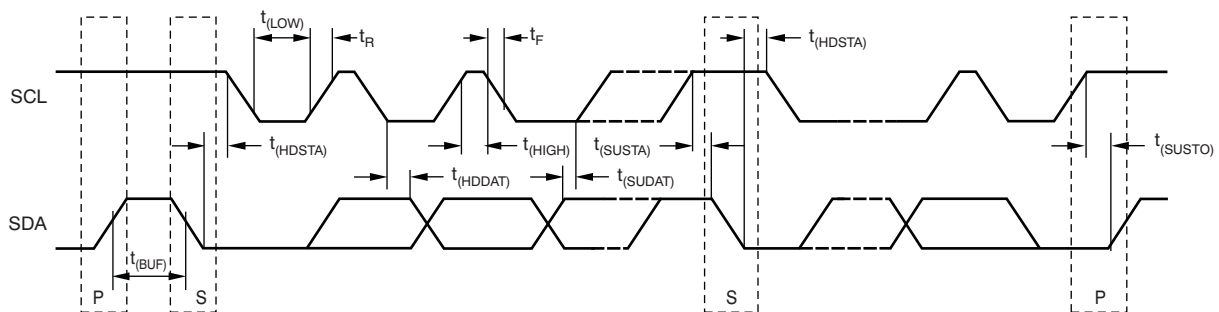 t(LOW)
tR
tF
t(HDSTA)
SCL
t(HDSTA)
t(HIGH)
t(SUSTA)
t(SUSTO)
t(HDDAT)
t(SUDAT)
SDA
t(BUF)
P
S
S
P